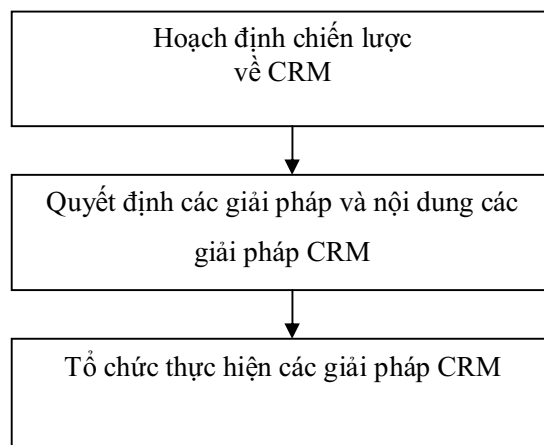 Hoạch định chiến lược
về CRM
Quyết định các giải pháp và nội dung các
giải pháp CRM
Tổ chức thực hiện các giải pháp CRM